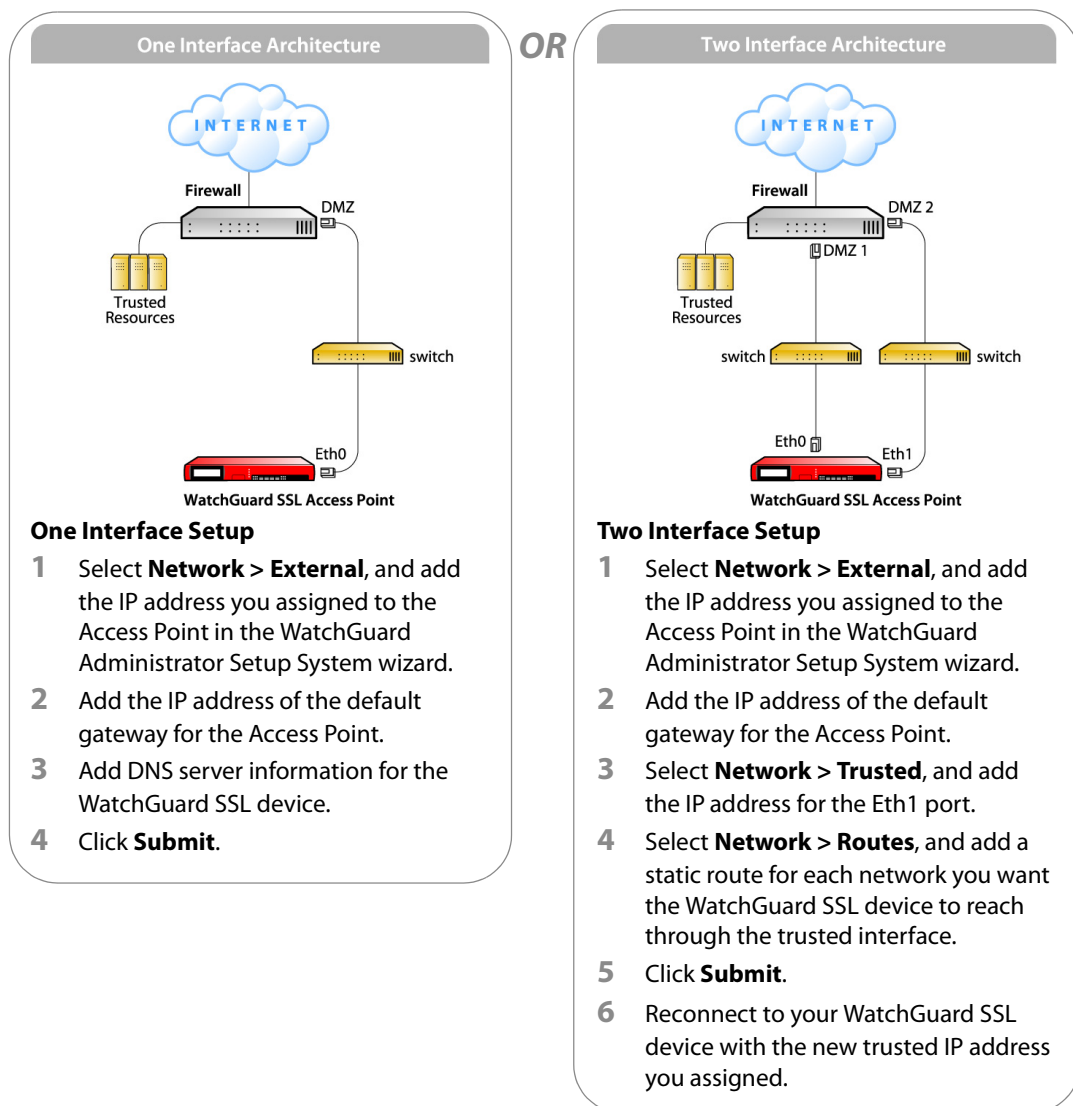 One Interface Architecture
INTERNET
Firewall
DMZ
Trusted
Resources
switch
Eth0
WatchGuard SSL Access Point
One Interface Setup
1 Select Network > External, and add
the IP address you assigned to the
Access Point in the WatchGuard
Administrator Setup System wizard.
2 Add the IP address of the default
gateway for the Access Point.
3 Add DNS server information for the
WatchGuard SSL device.
4 Click Submit.
OR
Two Interface Architecture
INTERNET
Firewall
DMZ 2
DMZ 1
Trusted
Resources
switch
switch
Eth0
Eth1
WatchGuard SSL Access Point
Two Interface Setup
1 Select Network > External, and add
the IP address you assigned to the
Access Point in the WatchGuard
Administrator Setup System wizard.
2 Add the IP address of the default
gateway for the Access Point.
3 Select Network > Trusted, and add
the IP address for the Eth1 port.
4 Select Network > Routes, and add a
static route for each network you want
the WatchGuard SSL device to reach
through the trusted interface.
5 Click Submit.
6 Reconnect to your WatchGuard SSL
device with the new trusted IP address
you assigned.